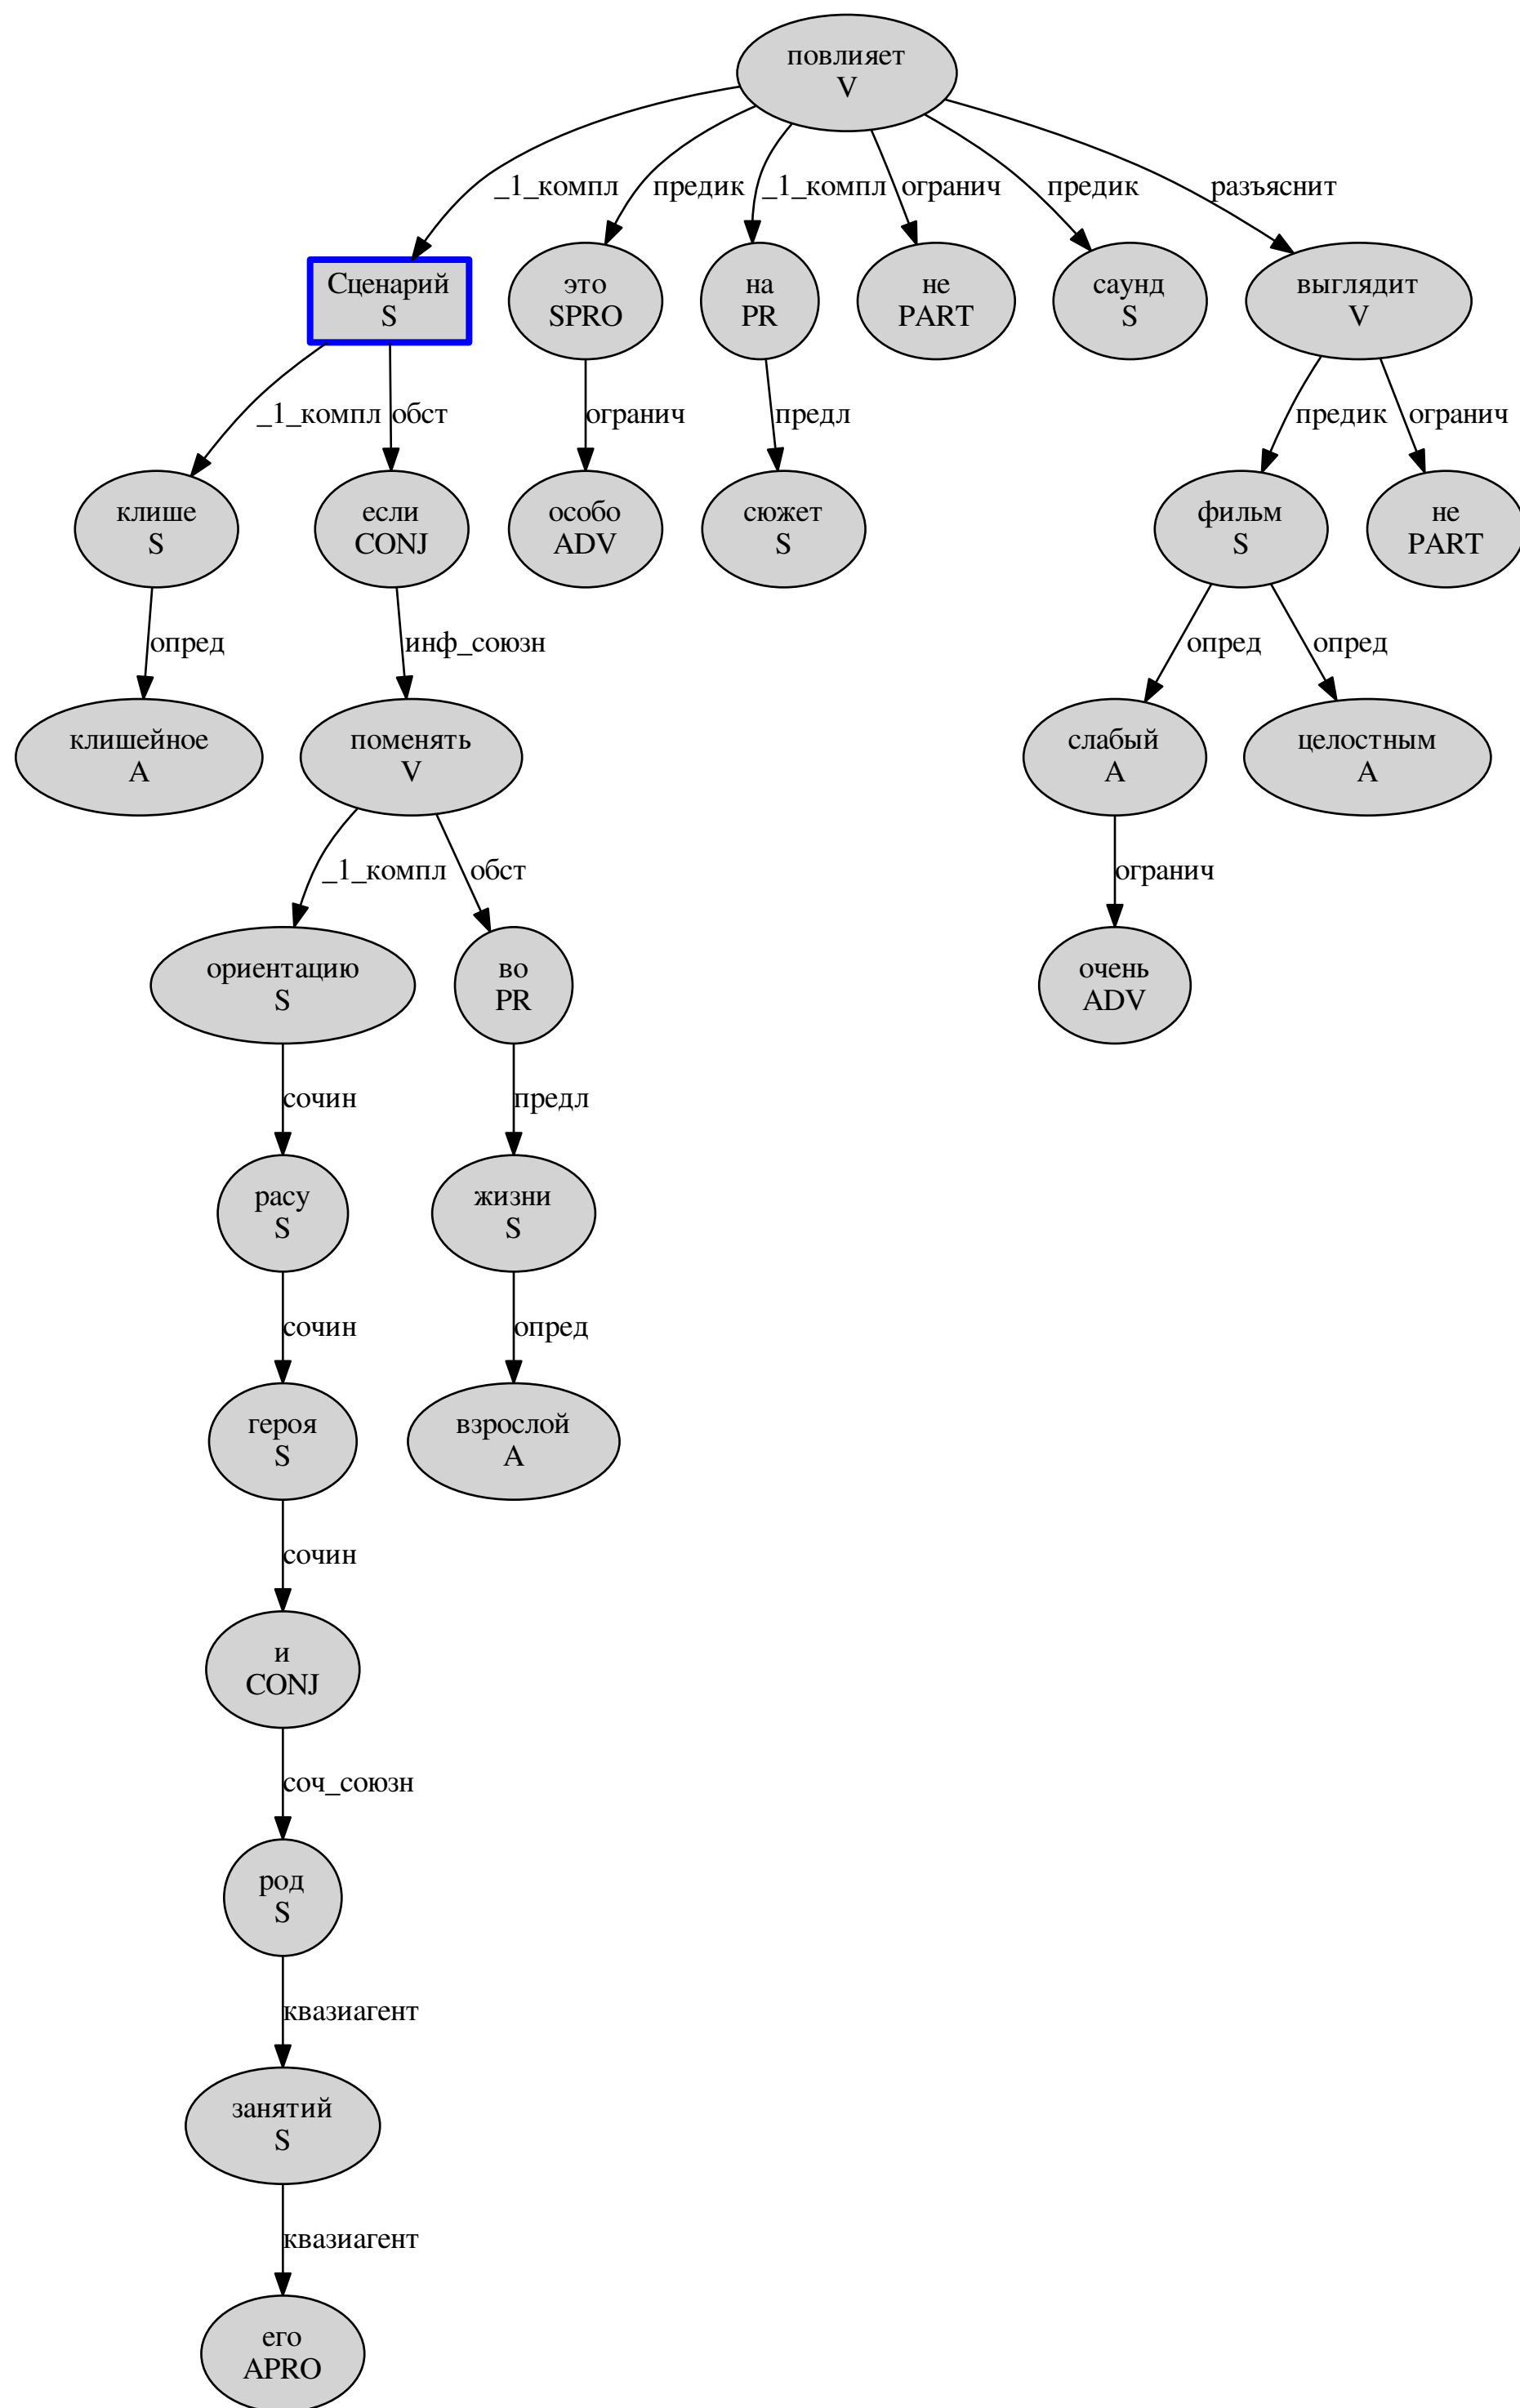 повлияет
V
_1_компл предик _1_компл огранич предик разъяснит
Сценарий
S
это
SPRO
на
PR
не
PART
саунд
S
выглядит
V
_1_компл обст огранич предл предик огранич
клише
S
если
CONJ
особо
ADV
сюжет
S
фильм
S
не
PART
опред инф_союзн опред опред
клишейное
A
поменять
V
слабый
A
целостным
A
_1_компл обст огранич
ориентацию
S
во
PR
очень
ADV
сочин предл
расу
S
жизни
S
сочин опред
героя
S
взрослой
A
сочин
и
CONJ
соч_союзн
род
S
квазиагент
занятий
S
квазиагент
его
APRO